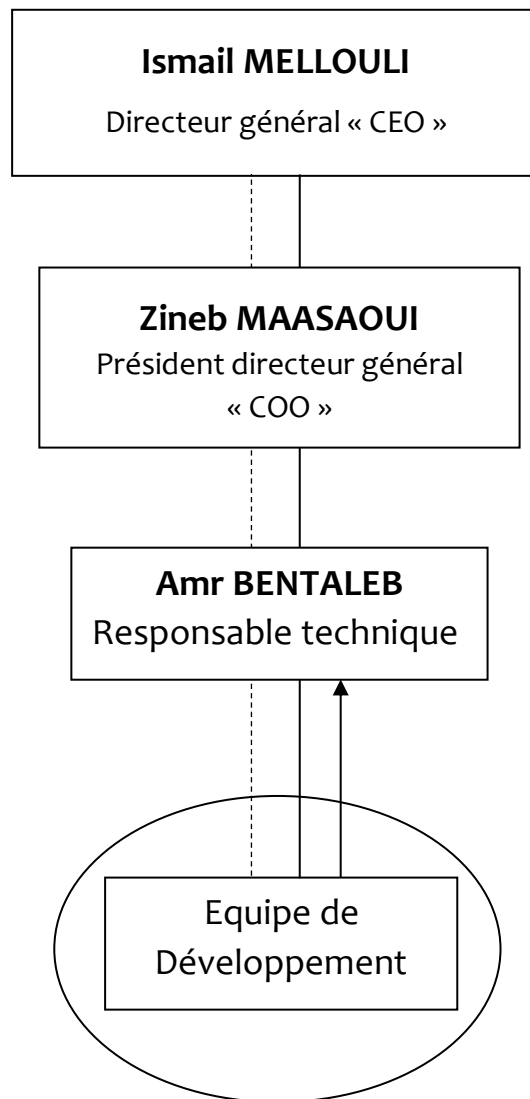 Ismail MELLOULI
Directeur général « CEO »
Zineb MAASAOUI
Président directeur général
« COO »
Amr BENTALEB
Responsable technique
Equipe de
Développement